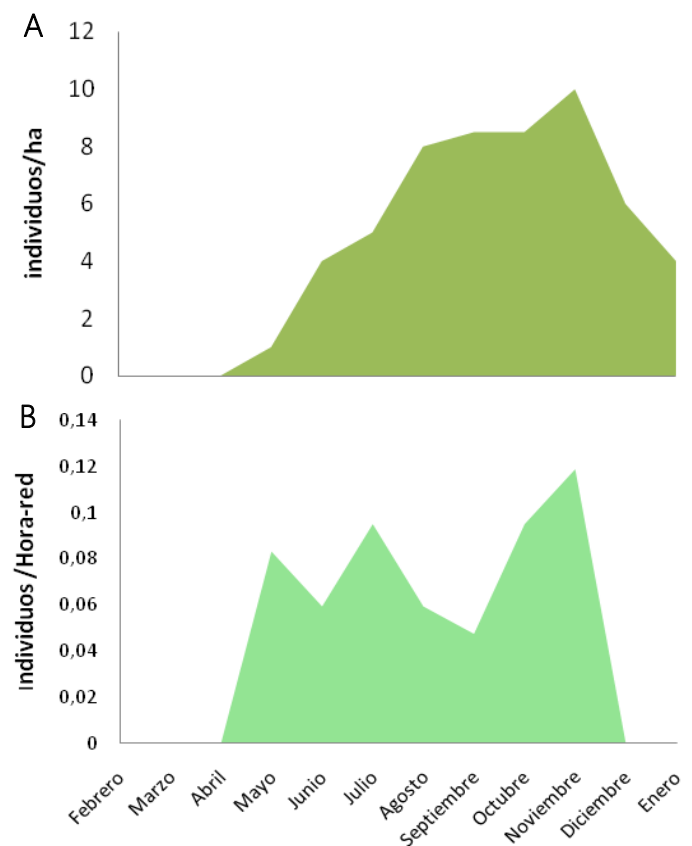 A
12
10
8
6
4
2
0
individuos/ha
B
0,14
0,12
0,1
0,08
0,06
0,04
0,02
0
Individuos /Hora-red
Febrero
Marzo
Abril
Mayo
Junio
Julio
Agosto
Septiembre
Octubre
Noviembre
Diciembre
Enero